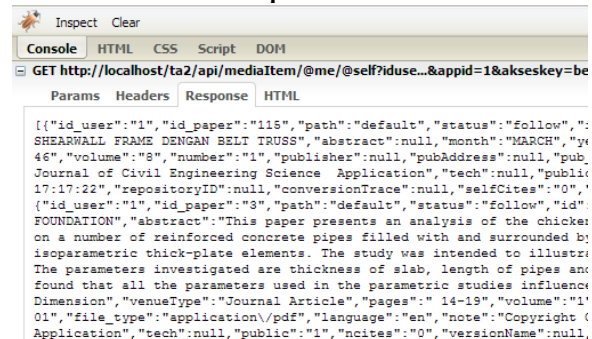 Inspect Clear
Console HTML CSS Script DOM
GET http://localhost/ta2/api/mediaItem/@me/@self?iduse...&appid=1&akseskey=be
Params Headers Response HTML
[{"id_user":"1","id_paper":"115","path":"default","status":"follow","
SHEARWALL FRAME DENGAN BELT TRUSS","abstract":null,"month":"MARCH","ye
46","volume":"8","number":"1","publisher":null,"pubAddress":null,"pub_
Journal of Civil Engineering Science  Application","tech":null,"public
17:17:22","repositoryID":null,"conversionTrace":null,"selfCites":"0",
{"id_user":"1","id_paper":"3","path":"default","status":"follow","id"
FOUNDATION","abstract":"This paper presents an analysis of the chicken
on a number of reinforced concrete pipes filled with and surrounded by
isoparametric thick-plate elements. The study was intended to illustra
The parameters investigated are thickness of slab, length of pipes and
found that all the parameters used in the parametric studies influence
Dimension","venueType":"Journal Article","pages":" 14-19","volume":"1"
01","file_type":"application\/pdf","language":"en","note":"Copyright
Application","tech":null,"public":"1","ncites":"0","versionName":null,